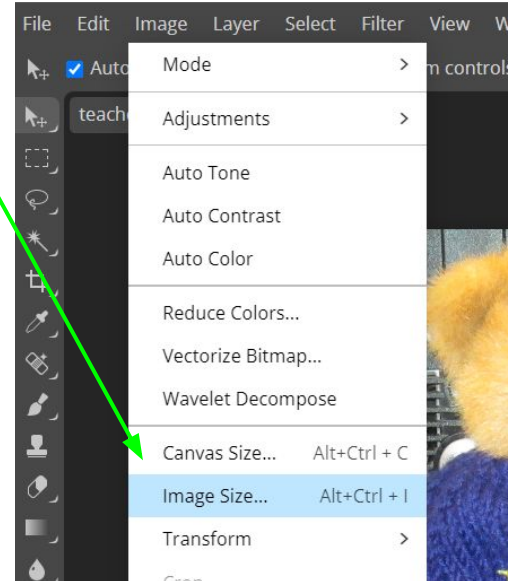 File Edit Image Layer Select Filter View W
Auto m controls
teach
Mode >
Adjustments >
Auto Tone
Auto Contrast
Auto Color
Reduce Colors...
Vectorize Bitmap...
Wavelet Decompose
Canvas Size... Alt+Ctrl + C
Image Size... Alt+Ctrl + I
Transform >
Crop